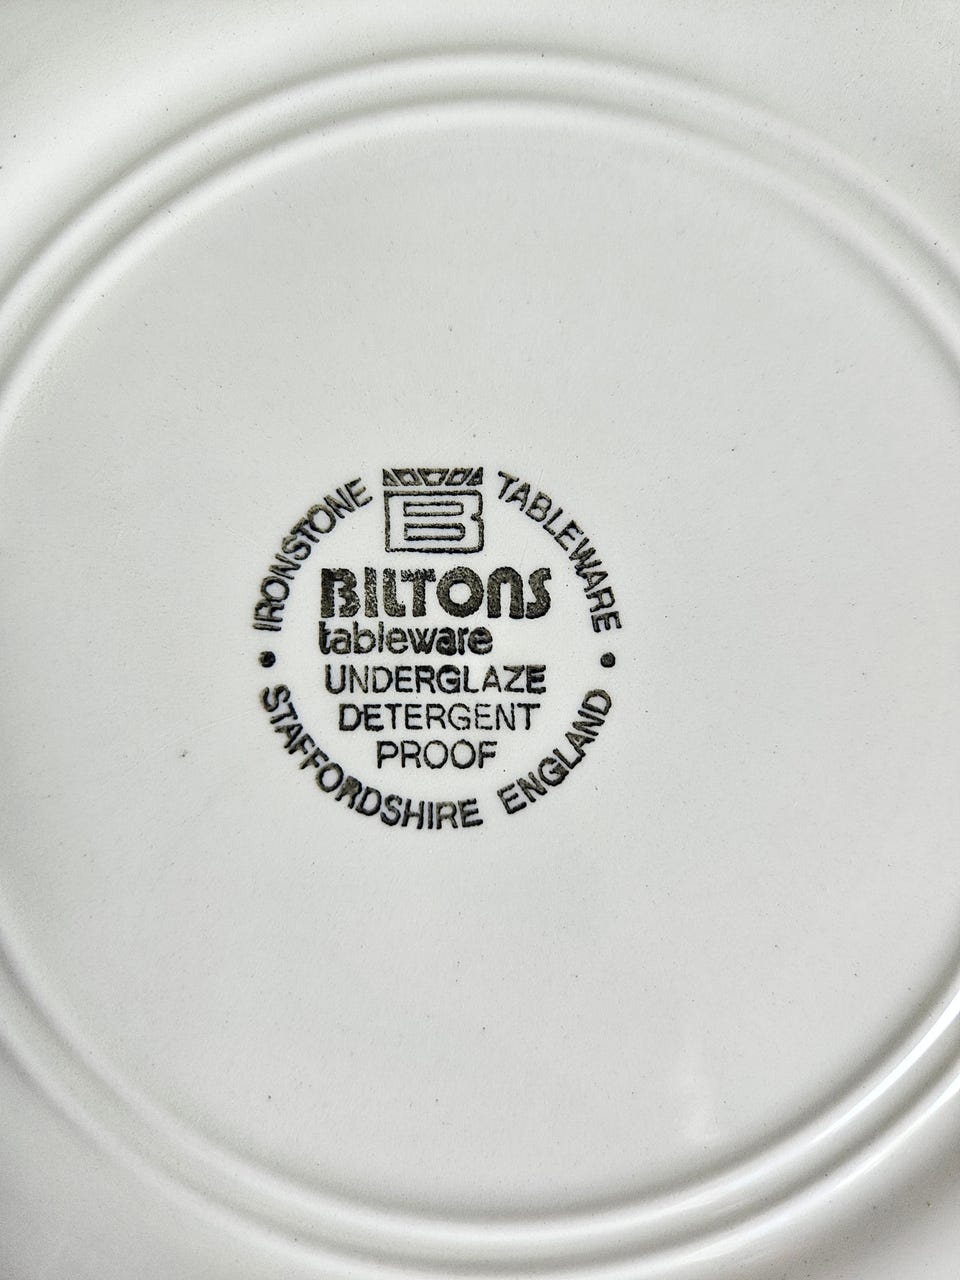 IRONSTONE TABLEWARE
B
BILTONS
tableware
UNDERGLAZE
DETERGENT
PROOF
STAFFORDSHIRE ENGLAND